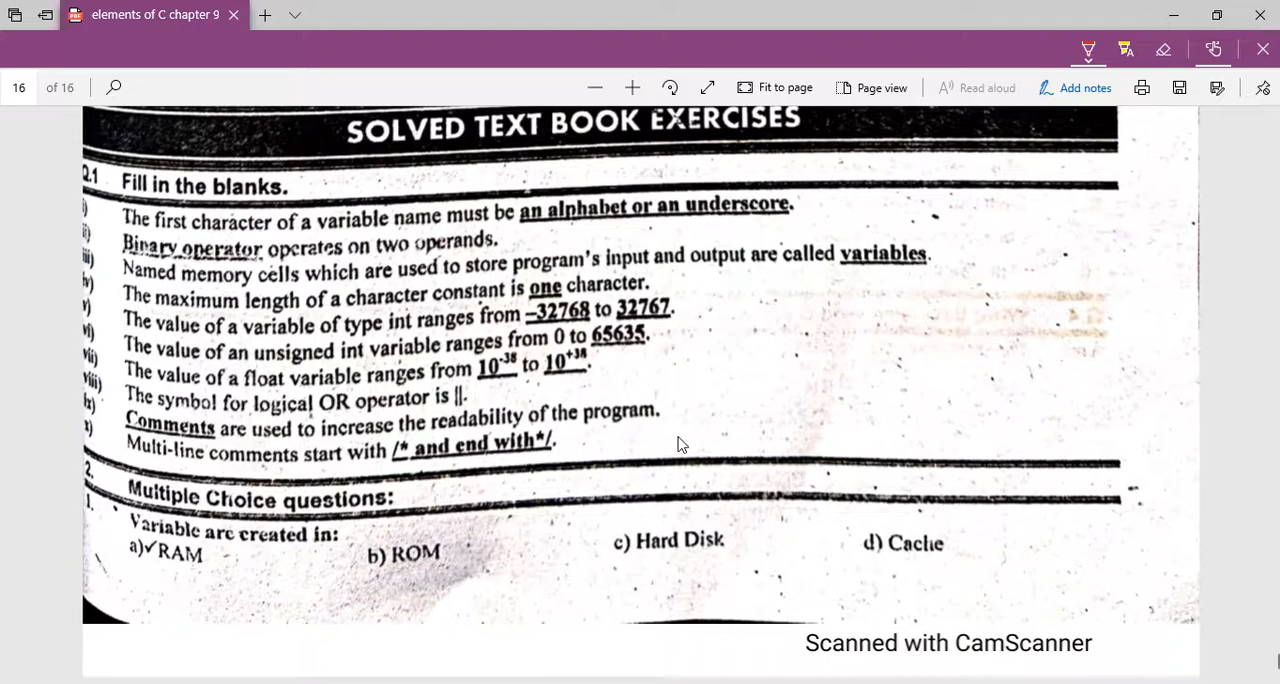 elements of C chapter 9
16 of 16
Fit to page
Page view
Read aloud
Add notes
SOLVED TEXT BOOK EXERCISES
Q.1 Fill in the blanks.
i) The first character of a variable name must be an alphabet or an underscore.
ii) Binary operator operates on two operands.
iii) Named memory cells which are used to store program's input and output are called variables.
iv) The maximum length of a character constant is one character.
v) The value of a variable of type int ranges from –32768 to 32767.
vi) The value of an unsigned int variable ranges from 0 to 65635.
vii) The value of a float variable ranges from 10⁻³⁸ to 10⁺³⁸.
viii) The symbol for logical OR operator is ||.
ix) Comments are used to increase the readability of the program.
x) Multi-line comments start with /* and end with*/.
2. Multiple Choice questions:
1. Variable are created in:
a)✓RAM b) ROM c) Hard Disk d) Cache
Scanned with CamScanner